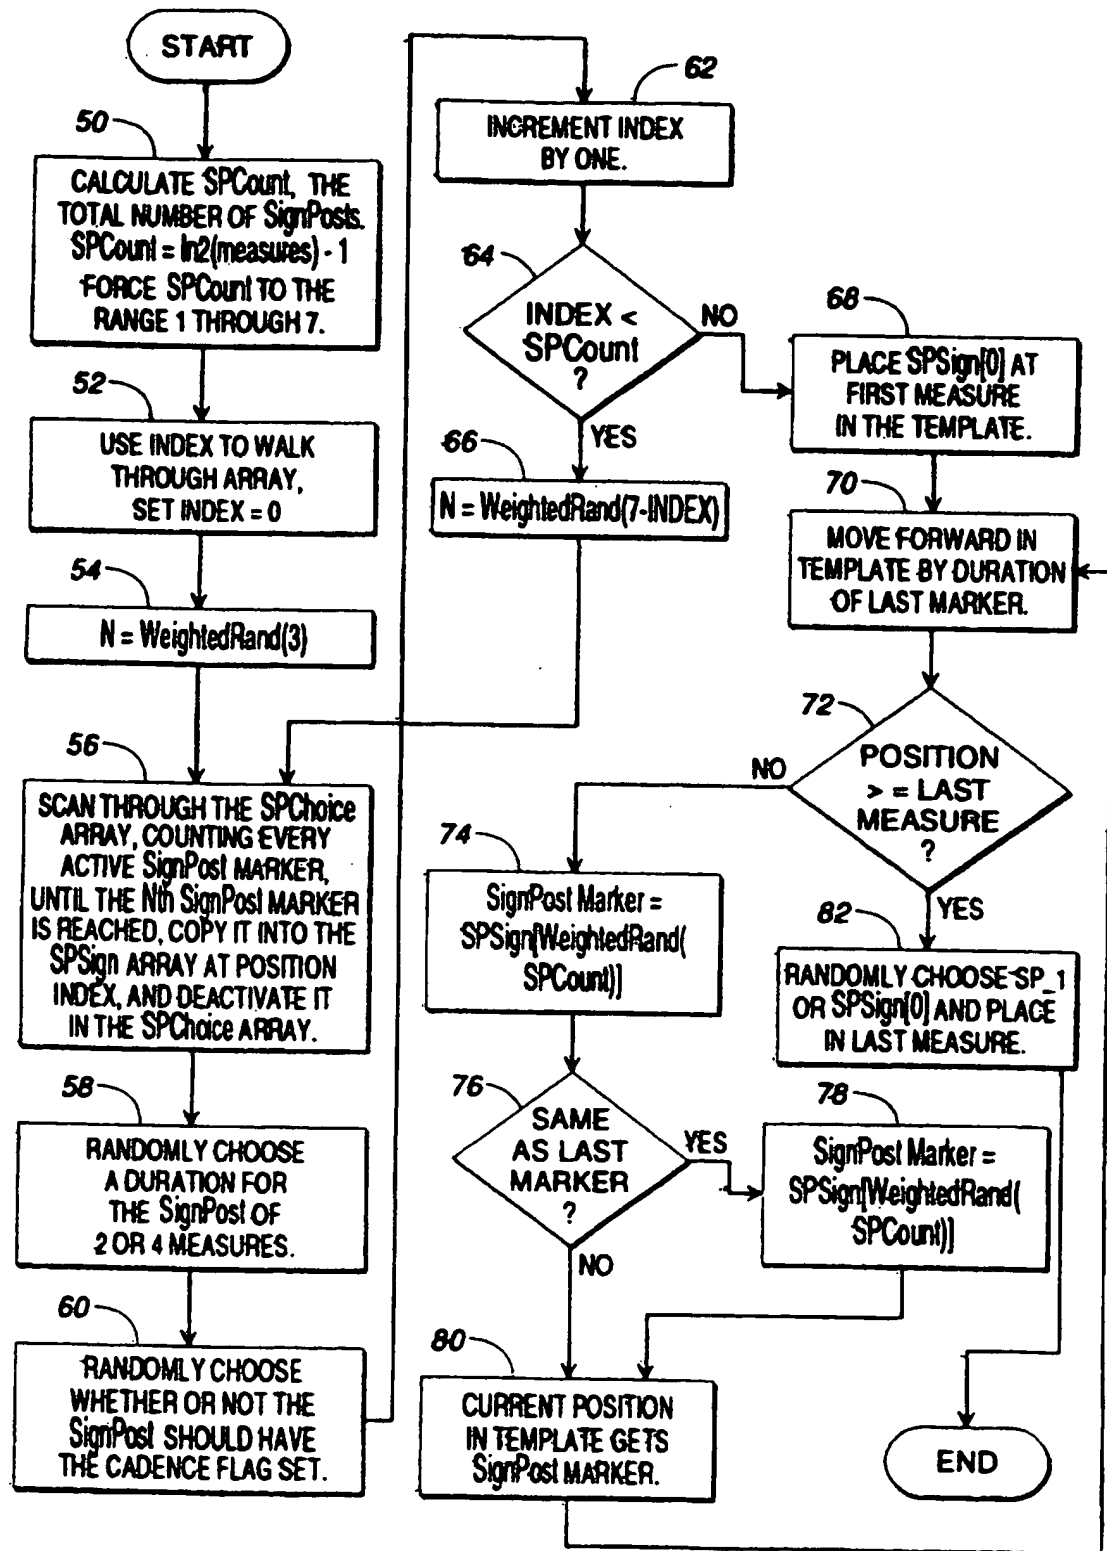 START
50
CALCULATE SPCount, THE
TOTAL NUMBER OF SignPosts.
SPCount = ln2(measures) - 1
FORCE SPCount TO THE
RANGE 1 THROUGH 7.
52
USE INDEX TO WALK
THROUGH ARRAY,
SET INDEX = 0
54
N = WeightedRand(3)
56
SCAN THROUGH THE SPChoice
ARRAY, COUNTING EVERY
ACTIVE SignPost MARKER,
UNTIL THE Nth SignPost MARKER
IS REACHED, COPY IT INTO THE
SPSign ARRAY AT POSITION
INDEX, AND DEACTIVATE IT
IN THE SPChoice ARRAY.
58
RANDOMLY CHOOSE
A DURATION FOR
THE SignPost OF
2 OR 4 MEASURES.
60
RANDOMLY CHOOSE
WHETHER OR NOT THE
SignPost SHOULD HAVE
THE CADENCE FLAG SET.
62
INCREMENT INDEX
BY ONE.
64
INDEX <
SPCount
?
NO
YES
66
N = WeightedRand(7-INDEX)
68
PLACE SPSign[0] AT
FIRST MEASURE
IN THE TEMPLATE.
70
MOVE FORWARD IN
TEMPLATE BY DURATION
OF LAST MARKER.
72
POSITION
> = LAST
MEASURE
?
NO
YES
74
SignPost Marker =
SPSign[WeightedRand(
SPCount)]
76
SAME
AS LAST
MARKER
?
YES
NO
78
SignPost Marker =
SPSign[WeightedRand(
SPCount)]
80
CURRENT POSITION
IN TEMPLATE GETS
SignPost MARKER.
82
RANDOMLY CHOOSE SP_1
OR SPSign[0] AND PLACE
IN LAST MEASURE.
END